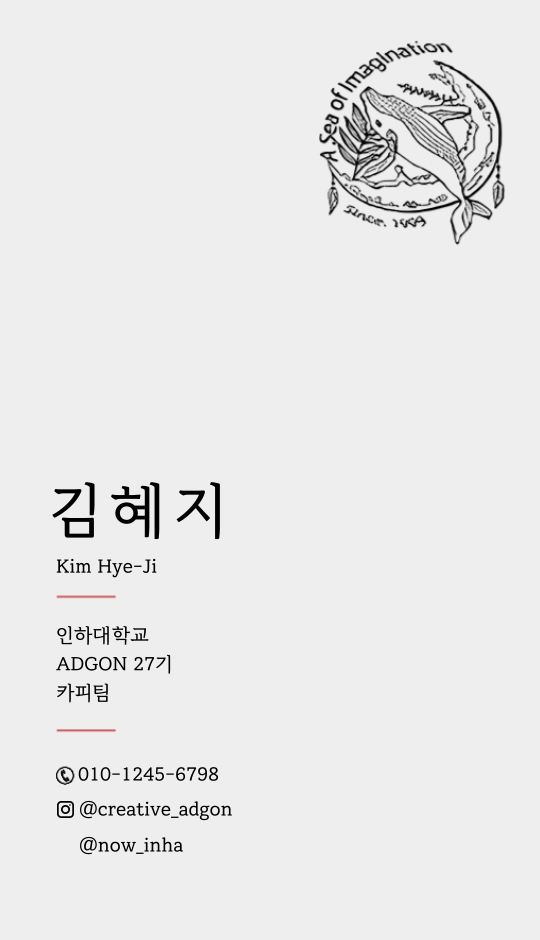 A Sea of Imagination
Since. 1999
김혜지
Kim Hye-Ji
인하대학교
ADGON 27기
카피팀
010-1245-6798
@creative_adgon
@now_inha